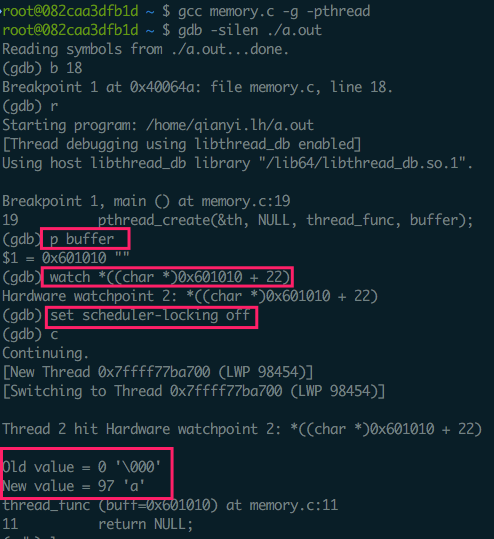 root@082caa3dfb1d ~ $ gcc memory.c -g -pthread
root@082caa3dfb1d ~ $ gdb -silen ./a.out
Reading symbols from ./a.out...done.
(gdb) b 18
Breakpoint 1 at 0x40064a: file memory.c, line 18.
(gdb) r
Starting program: /home/qianyi.lh/a.out
[Thread debugging using libthread_db enabled]
Using host libthread_db library "/lib64/libthread_db.so.1".
Breakpoint 1, main () at memory.c:19
19 pthread_create(&th, NULL, thread_func, buffer);
(gdb) p buffer
$1 = 0x601010 ""
(gdb) watch *((char *)0x601010 + 22)
Hardware watchpoint 2: *((char *)0x601010 + 22)
(gdb) set scheduler-locking off
(gdb) c
Continuing.
[New Thread 0x7ffff77ba700 (LWP 98454)]
[Switching to Thread 0x7ffff77ba700 (LWP 98454)]
Thread 2 hit Hardware watchpoint 2: *((char *)0x601010 + 22)
Old value = 0 '\000'
New value = 97 'a'
thread_func (buff=0x601010) at memory.c:11
11 return NULL;